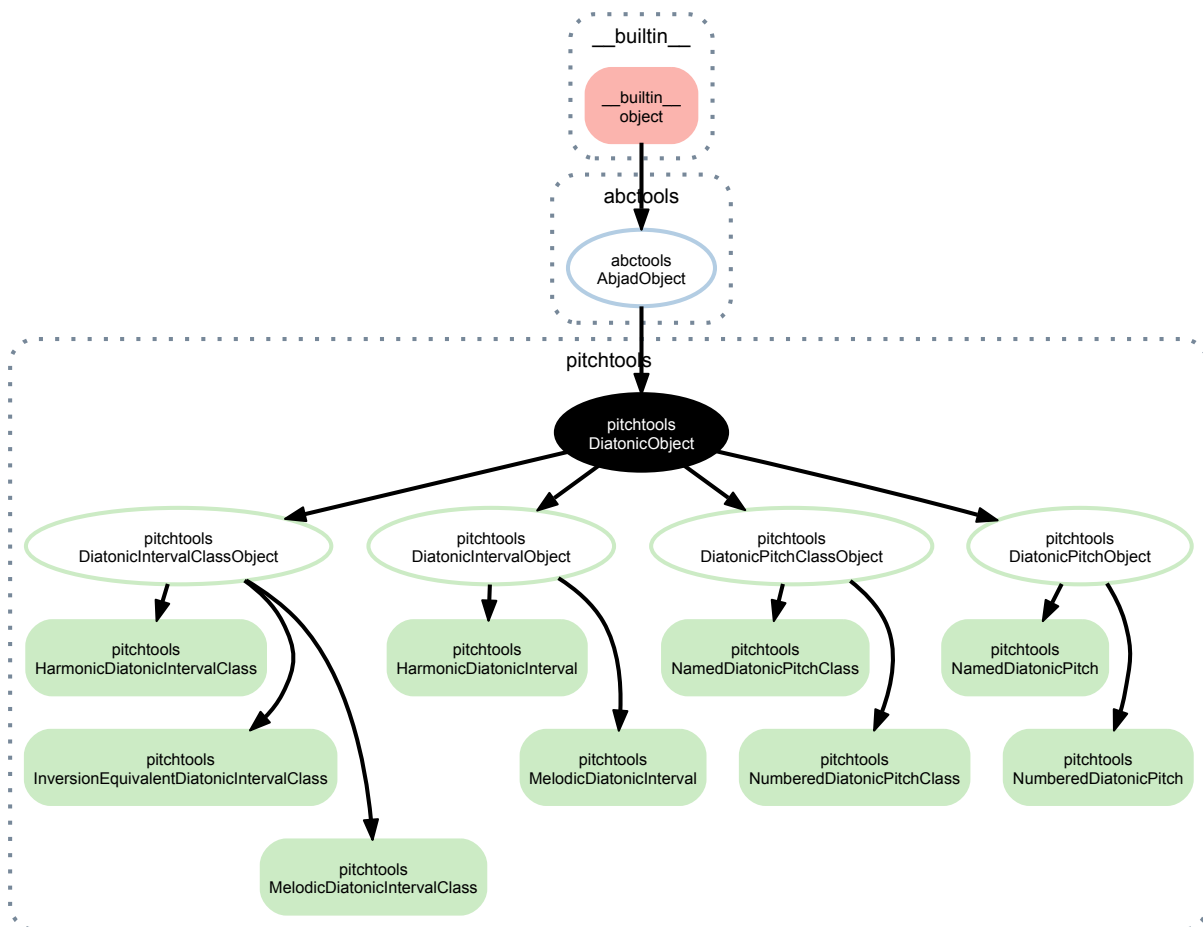 __builtin__
__builtin__
object
abctools
abctools
AbjadObject
pitchtools
pitchtools
DiatonicObject
pitchtools
DiatonicIntervalClassObject
pitchtools
DiatonicIntervalObject
pitchtools
DiatonicPitchClassObject
pitchtools
DiatonicPitchObject
pitchtools
HarmonicDiatonicIntervalClass
pitchtools
HarmonicDiatonicInterval
pitchtools
NamedDiatonicPitchClass
pitchtools
NamedDiatonicPitch
pitchtools
InversionEquivalentDiatonicIntervalClass
pitchtools
MelodicDiatonicInterval
pitchtools
NumberedDiatonicPitchClass
pitchtools
NumberedDiatonicPitch
pitchtools
MelodicDiatonicIntervalClass